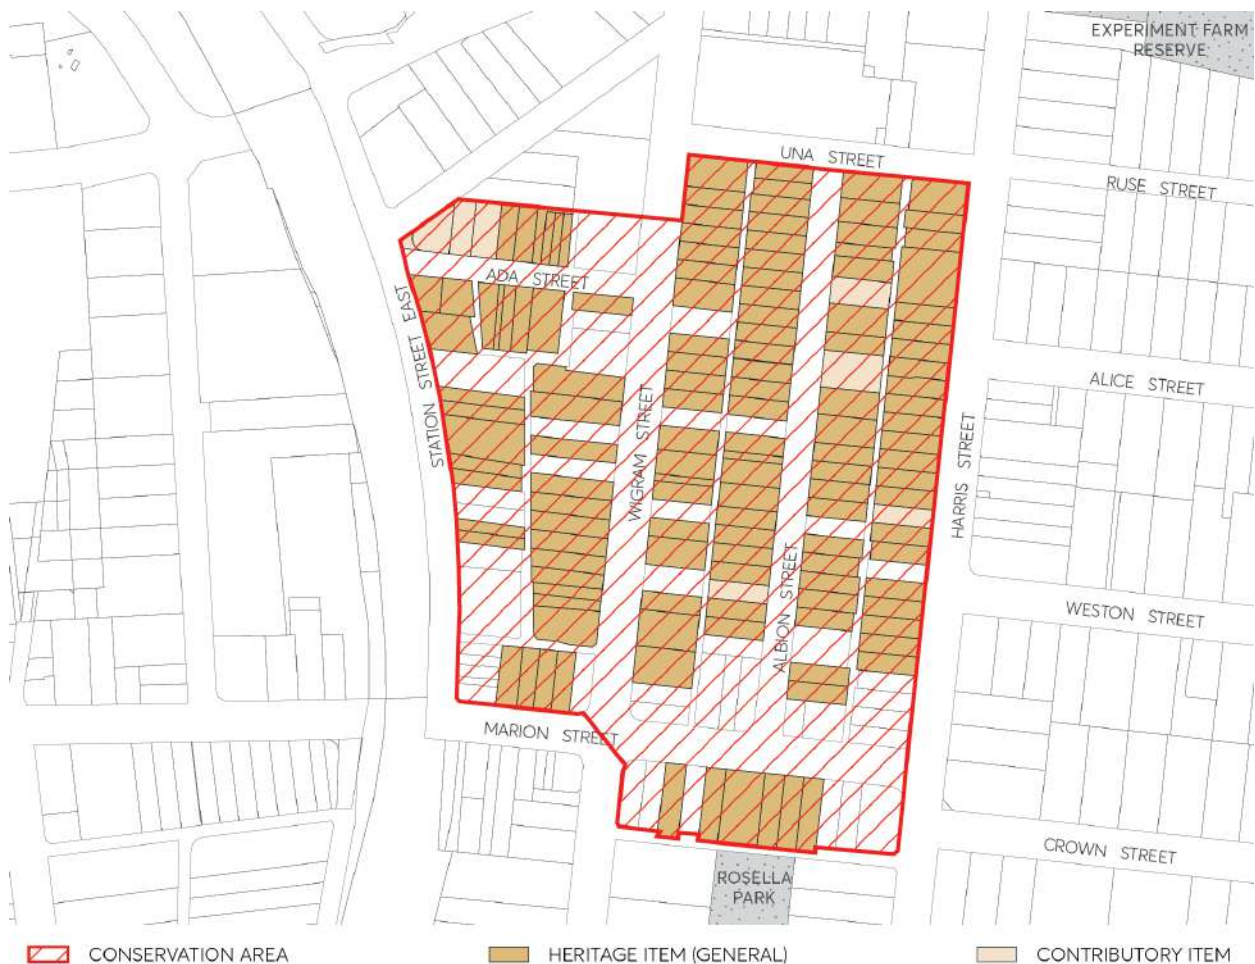 EXPERIMENT FARM
RESERVE
UNA STREET
RUSE STREET
ADA STREET
STATION STREET EAST
ALICE STREET
WIGRAM STREET
HARRIS STREET
ALBION STREET
WESTON STREET
MARION STREET
CROWN STREET
ROSELLA
PARK
CONSERVATION AREA
HERITAGE ITEM (GENERAL)
CONTRIBUTORY ITEM